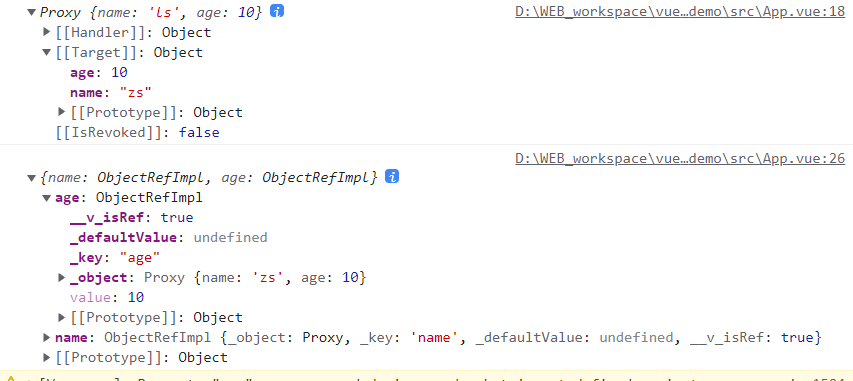 Proxy {name: 'ls', age: 10} i D:\WEB_workspace\vue…demo\src\App.vue:18
[[Handler]]: Object
[[Target]]: Object
age: 10
name: "zs"
[[Prototype]]: Object
[[IsRevoked]]: false
D:\WEB_workspace\vue…demo\src\App.vue:26
{name: ObjectRefImpl, age: ObjectRefImpl} i
age: ObjectRefImpl
__v_isRef: true
_defaultValue: undefined
_key: "age"
_object: Proxy {name: 'zs', age: 10}
value: 10
[[Prototype]]: Object
name: ObjectRefImpl {_object: Proxy, _key: 'name', _defaultValue: undefined, __v_isRef: true}
[[Prototype]]: Object